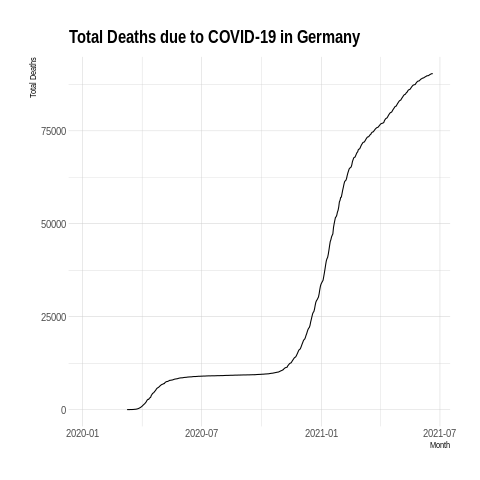 Total Deaths due to COVID-19 in Germany
Total Deaths
75000
50000
25000
0
2020-01 2020-07 2021-01 2021-07
Month